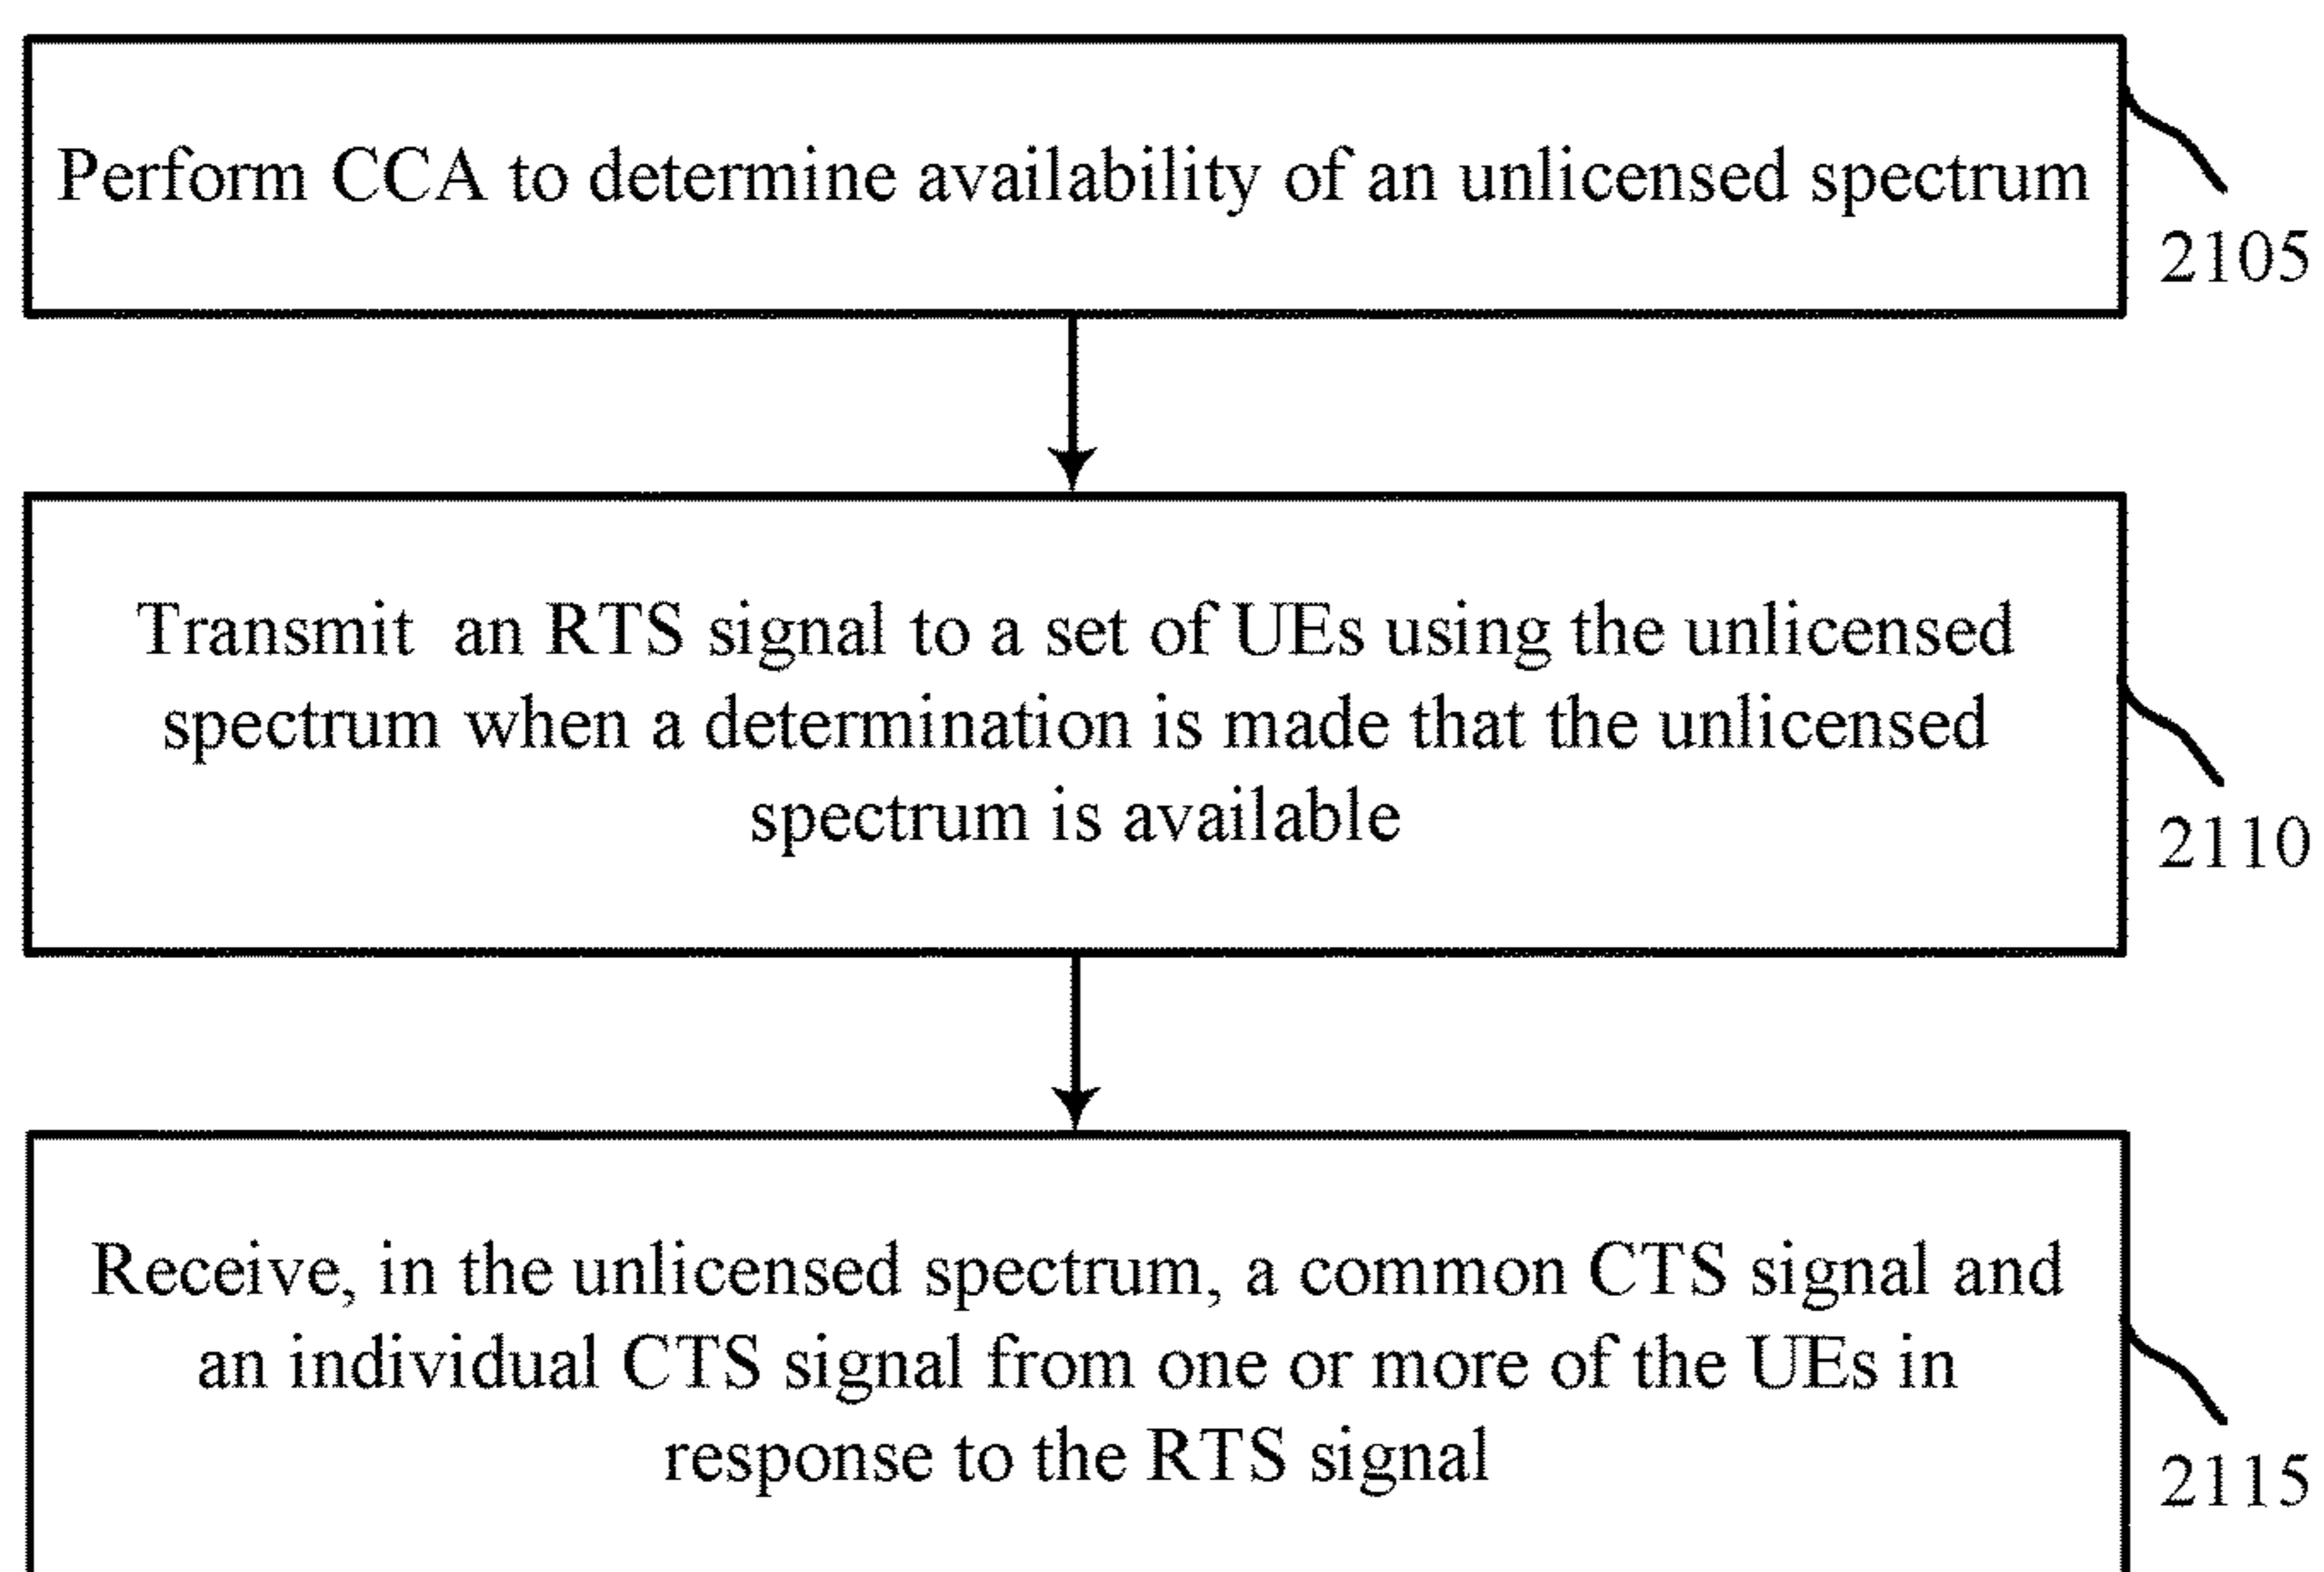 Perform CCA to determine availability of an unlicensed spectrum
2105
Transmit an RTS signal to a set of UEs using the unlicensed
spectrum when a determination is made that the unlicensed
spectrum is available
2110
Receive, in the unlicensed spectrum, a common CTS signal and
an individual CTS signal from one or more of the UEs in
response to the RTS signal
2115